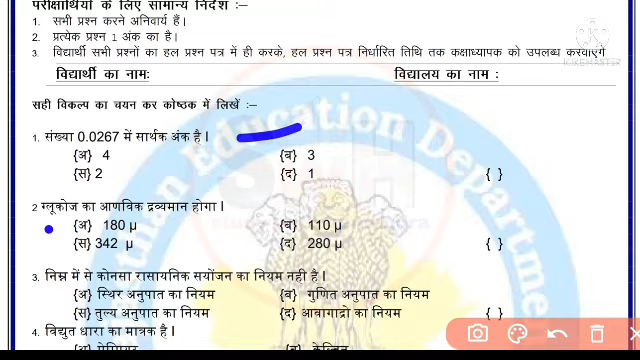 परीक्षार्थियों के लिए सामान्य निर्देश :–
1. सभी प्रश्न करने अनिवार्य हैं।
2. प्रत्येक प्रश्न 1 अंक का है।
3. विद्यार्थी सभी प्रश्नों का हल प्रश्न पत्र में ही करके, हल प्रश्न पत्र निर्धारित तिथि तक कक्षाध्यापक को उपलब्ध करवाएंगे
KINEMASTER
विद्यार्थी का नामः विद्यालय का नाम :
सही विकल्प का चयन कर कोष्ठक में लिखें :–
1. संख्या 0.0267 में सार्थक अंक है l
{अ} 4 {ब} 3
{स} 2 {द} 1 { }
2 ग्लूकोज का आणविक द्रव्यमान होगा l
{अ} 180 μ {ब} 110 μ
{स} 342 μ {द} 280 μ { }
3. निम्न में से कोनसा रासायनिक सयोंजन का नियम नही है l
{अ} स्थिर अनुपात का नियम {ब} गुणित अनुपात का नियम
{स} तुल्य अनुपात का नियम {द} आवागाद्रो का नियम { }
4. विद्युत धारा का मात्रक है l
{अ} ऐम्पियर {ब} केल्विन